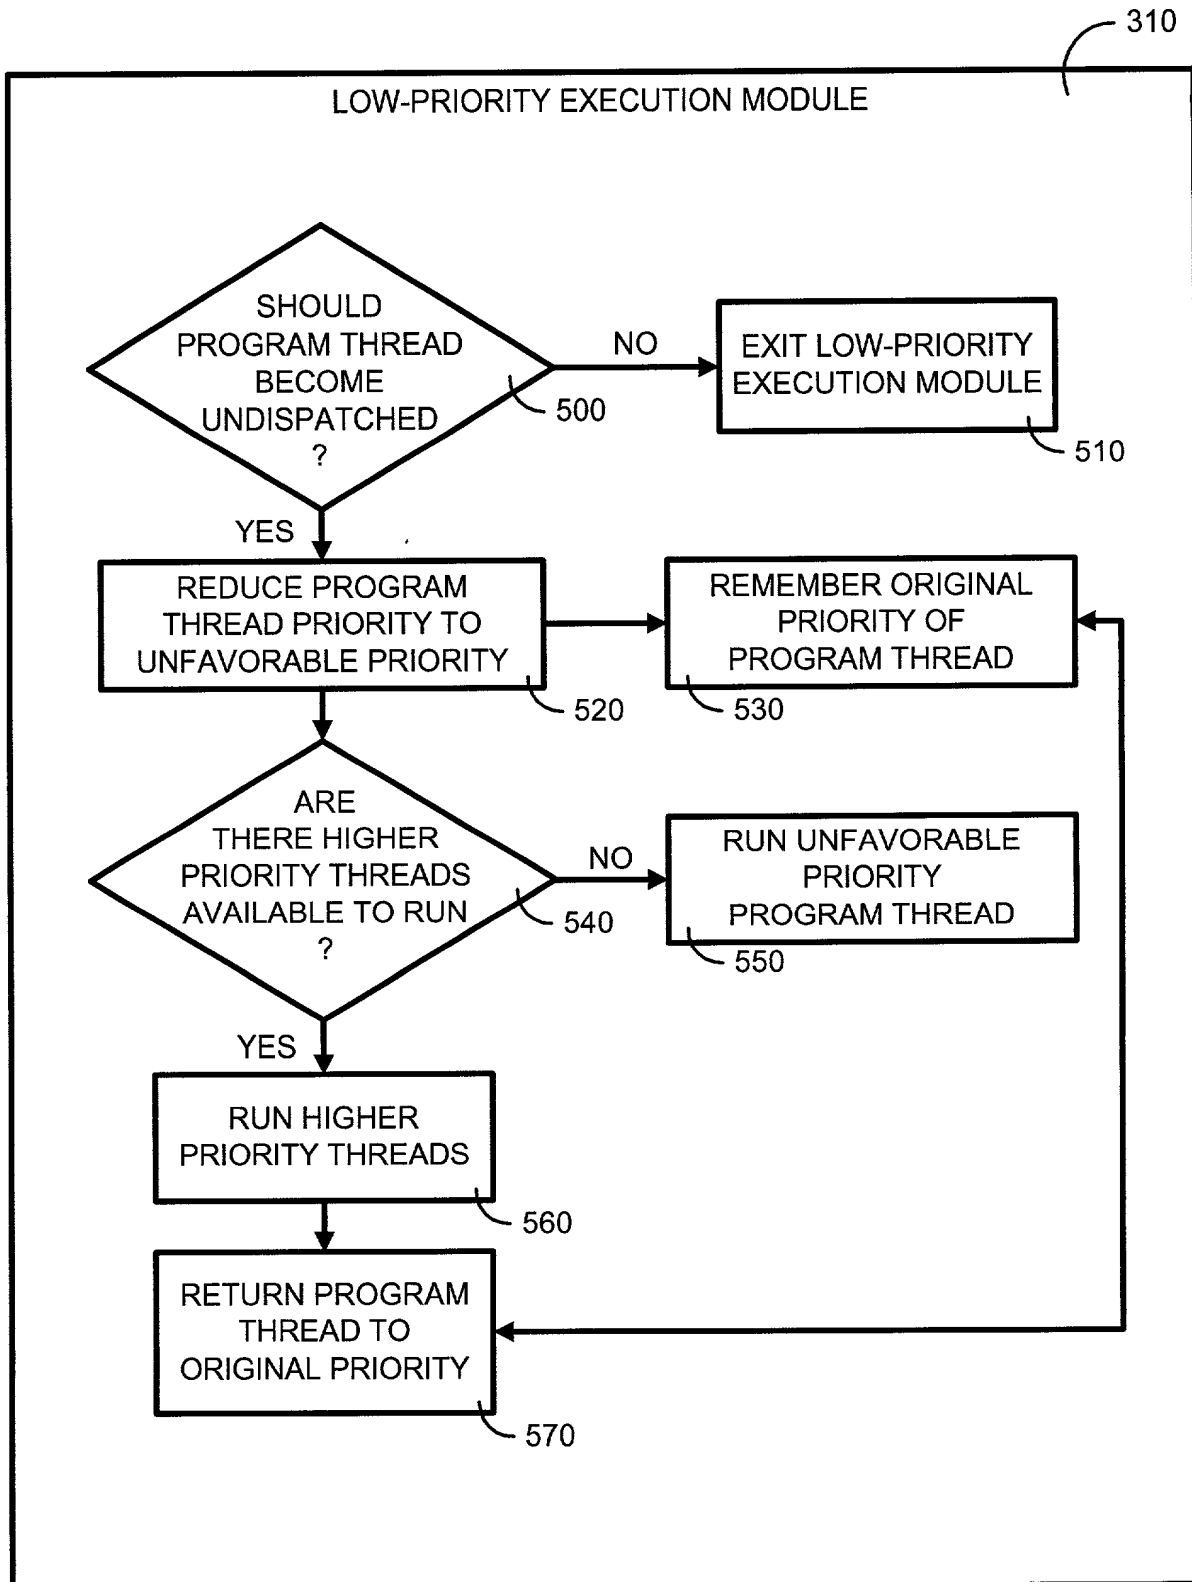 310
LOW-PRIORITY EXECUTION MODULE
SHOULD
PROGRAM THREAD
BECOME
UNDISPATCHED
?
500
NO
EXIT LOW-PRIORITY
EXECUTION MODULE
510
YES
REDUCE PROGRAM
THREAD PRIORITY TO
UNFAVORABLE PRIORITY
520
REMEMBER ORIGINAL
PRIORITY OF
PROGRAM THREAD
530
ARE
THERE HIGHER
PRIORITY THREADS
AVAILABLE TO RUN
?
540
NO
RUN UNFAVORABLE
PRIORITY
PROGRAM THREAD
550
YES
RUN HIGHER
PRIORITY THREADS
560
RETURN PROGRAM
THREAD TO
ORIGINAL PRIORITY
570